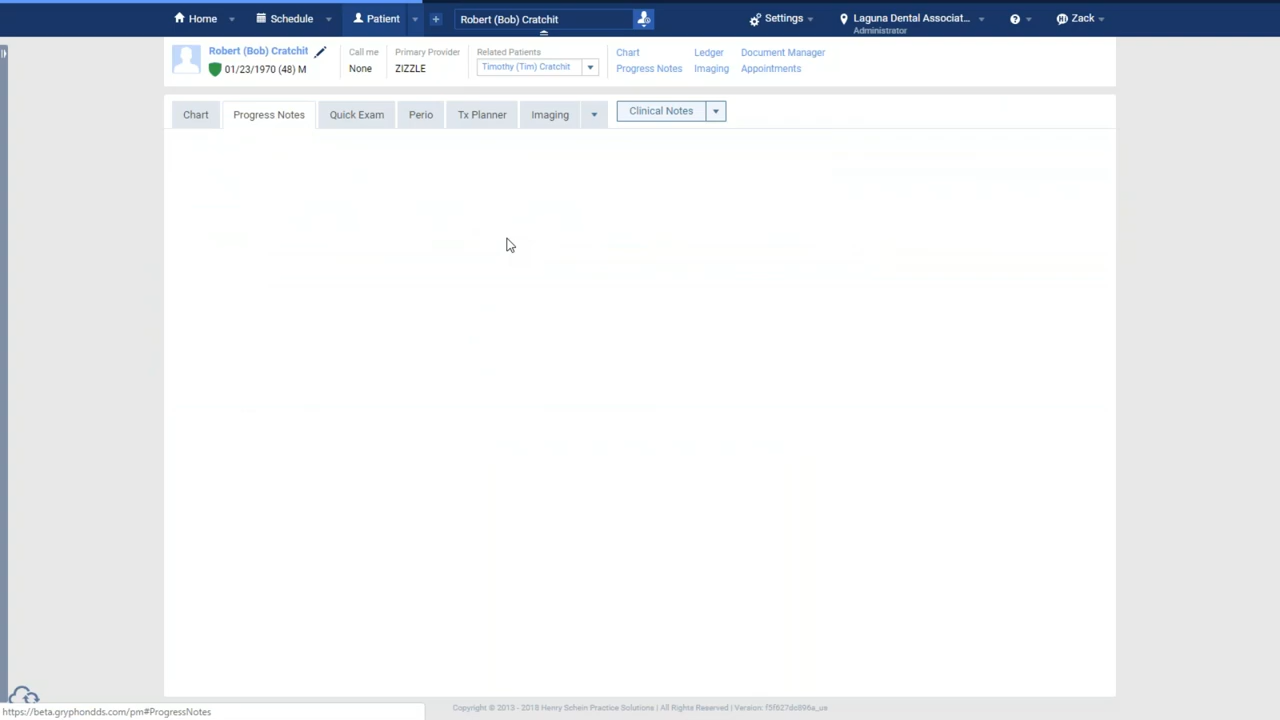 Home
Schedule
Patient
+
Robert (Bob) Cratchit
Settings
Laguna Dental Associat...
Administrator
?
Zack
Robert (Bob) Cratchit
01/23/1970 (48) M
Call me
None
Primary Provider
ZIZZLE
Related Patients
Timothy (Tim) Cratchit
Chart
Ledger
Document Manager
Progress Notes
Imaging
Appointments
Chart
Progress Notes
Quick Exam
Perio
Tx Planner
Imaging
Clinical Notes
https://beta.gryphondds.com/pm#ProgressNotes
Copyright © 2013 - 2018 Henry Schein Practice Solutions | All Rights Reserved | Version: f5f627dc896a_ue